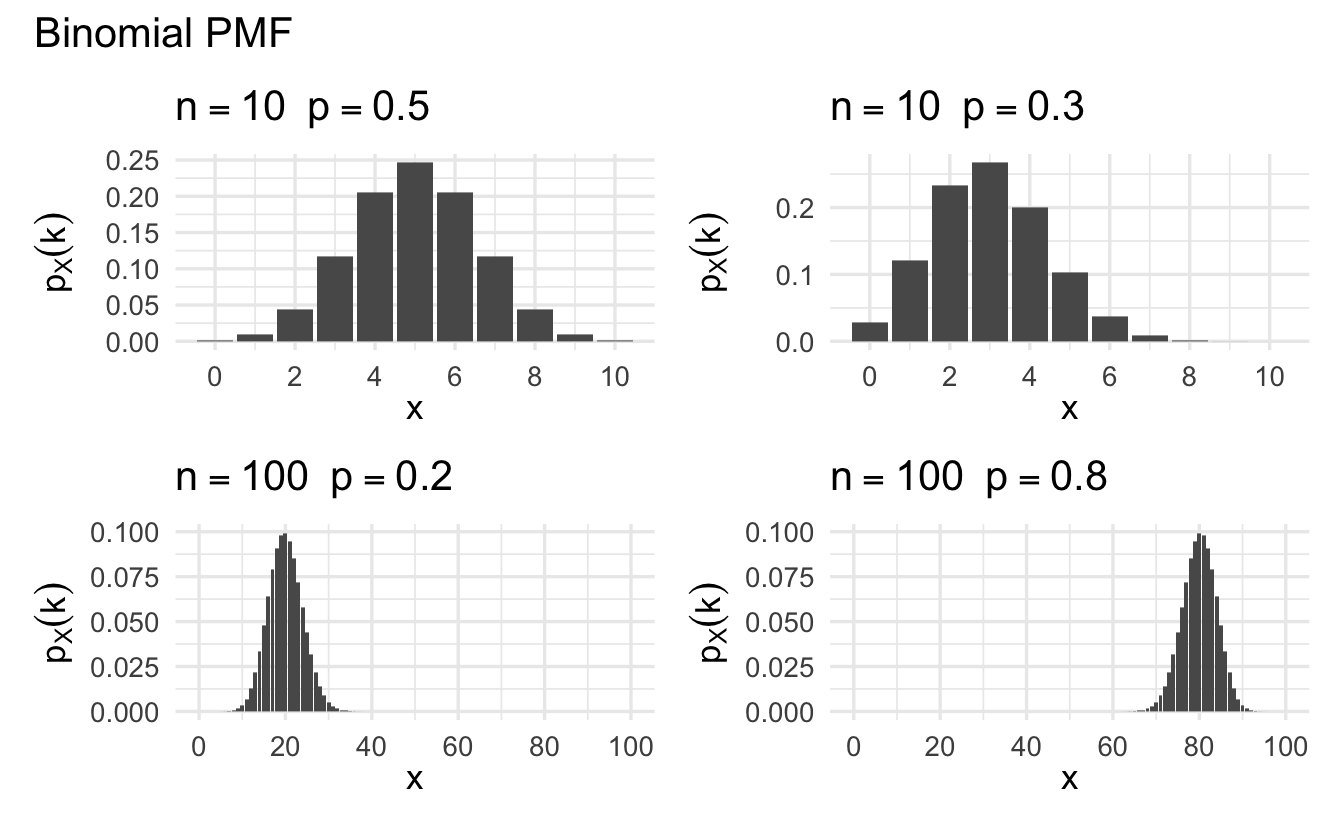 Binomial PMF
n = 10 p = 0.5
0.25
0.20
0.15
0.10
0.05
0.00
pX(k)
0 2 4 6 8 10
x
n = 10 p = 0.3
0.2
0.1
0.0
pX(k)
0 2 4 6 8 10
x
n = 100 p = 0.2
0.100
0.075
0.050
0.025
0.000
pX(k)
0 20 40 60 80 100
x
n = 100 p = 0.8
0.100
0.075
0.050
0.025
0.000
pX(k)
0 20 40 60 80 100
x